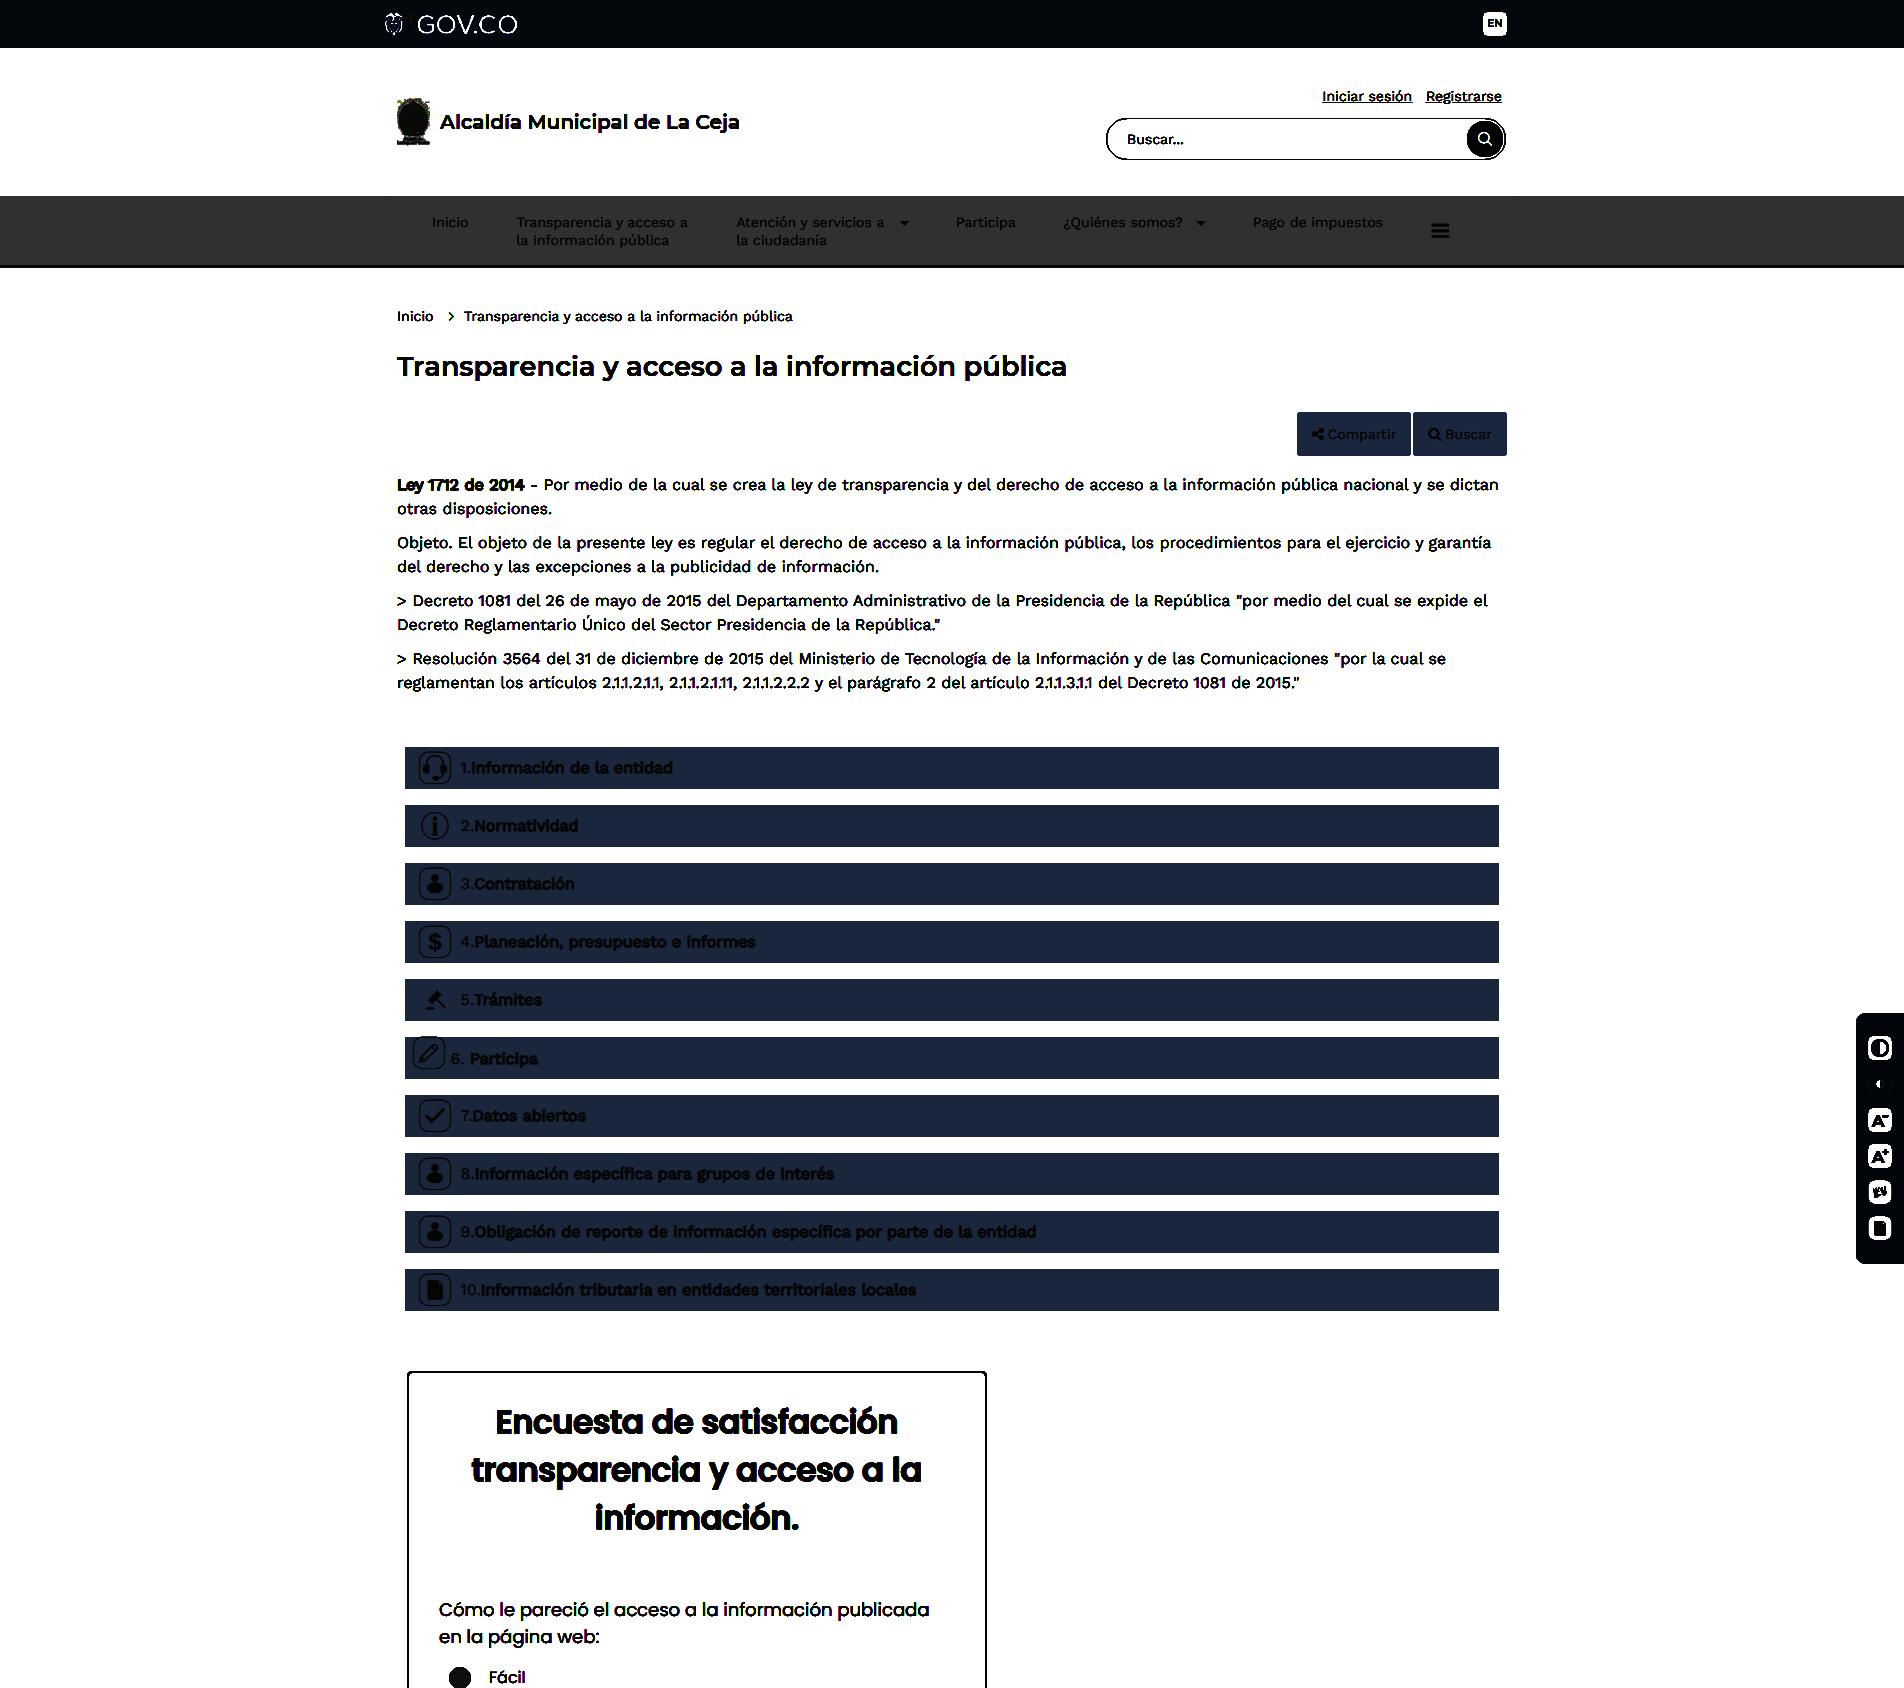 GOV.CO
EN
Iniciar sesión Registrarse
Alcaldía Municipal de La Ceja
Buscar...
Inicio
Transparencia y acceso a
la información pública
Atención y servicios a
la ciudadanía
Participa
¿Quiénes somos?
Pago de impuestos
Inicio > Transparencia y acceso a la información pública
Transparencia y acceso a la información pública
Compartir
Buscar
Ley 1712 de 2014 - Por medio de la cual se crea la ley de transparencia y del derecho de acceso a la información pública nacional y se dictan
otras disposiciones.
Objeto. El objeto de la presente ley es regular el derecho de acceso a la información pública, los procedimientos para el ejercicio y garantía
del derecho y las excepciones a la publicidad de información.
> Decreto 1081 del 26 de mayo de 2015 del Departamento Administrativo de la Presidencia de la República "por medio del cual se expide el
Decreto Reglamentario Único del Sector Presidencia de la República."
> Resolución 3564 del 31 de diciembre de 2015 del Ministerio de Tecnología de la Información y de las Comunicaciones "por la cual se
reglamentan los artículos 2.1.1.2.1.1, 2.1.1.2.1.11, 2.1.1.2.2.2 y el parágrafo 2 del artículo 2.1.1.3.1.1 del Decreto 1081 de 2015."
1.Información de la entidad
2.Normatividad
3.Contratación
4.Planeación, presupuesto e informes
5.Trámites
6. Participa
7.Datos abiertos
8.Información específica para grupos de interés
9.Obligación de reporte de información específica por parte de la entidad
10.Información tributaria en entidades territoriales locales
A-
A+
Encuesta de satisfacción
transparencia y acceso a la
información.
Cómo le pareció el acceso a la información publicada
en la página web:
Fácil